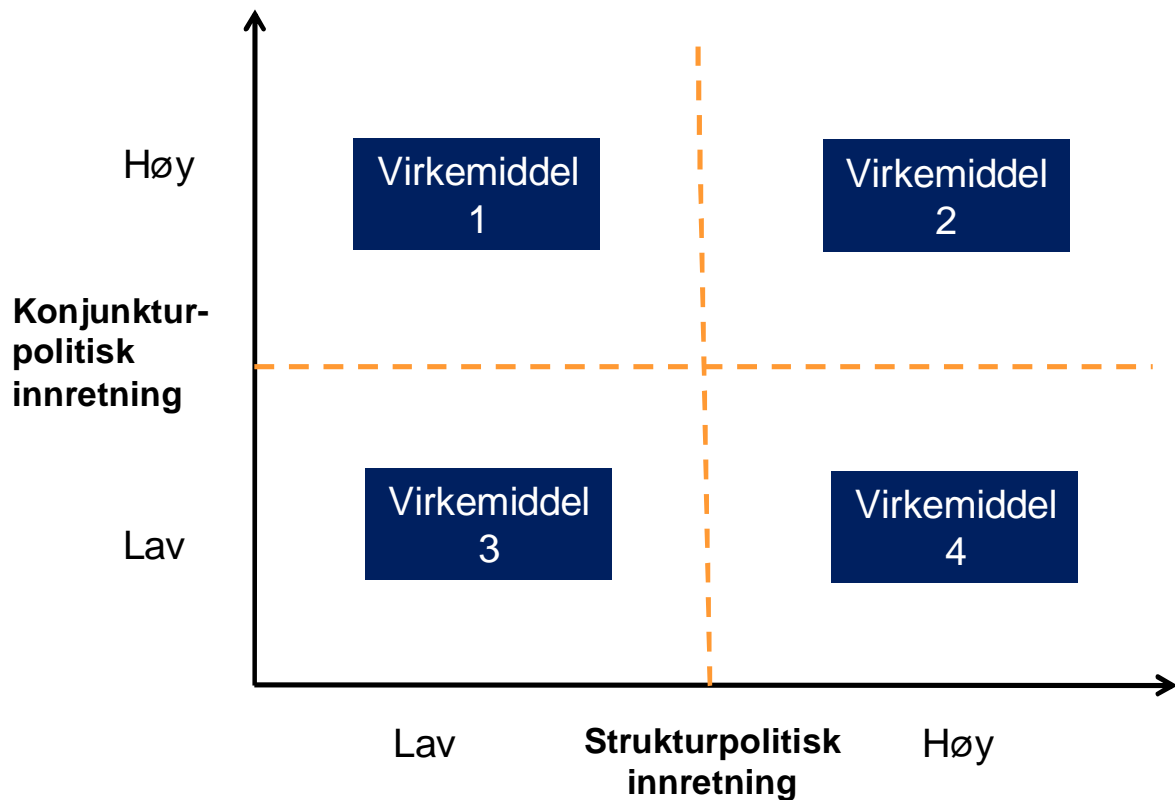 Høy
Virkemiddel
1
Virkemiddel
2
Konjunktur-
politisk
innretning
Lav
Virkemiddel
3
Virkemiddel
4
Lav
Strukturpolitisk
innretning
Høy